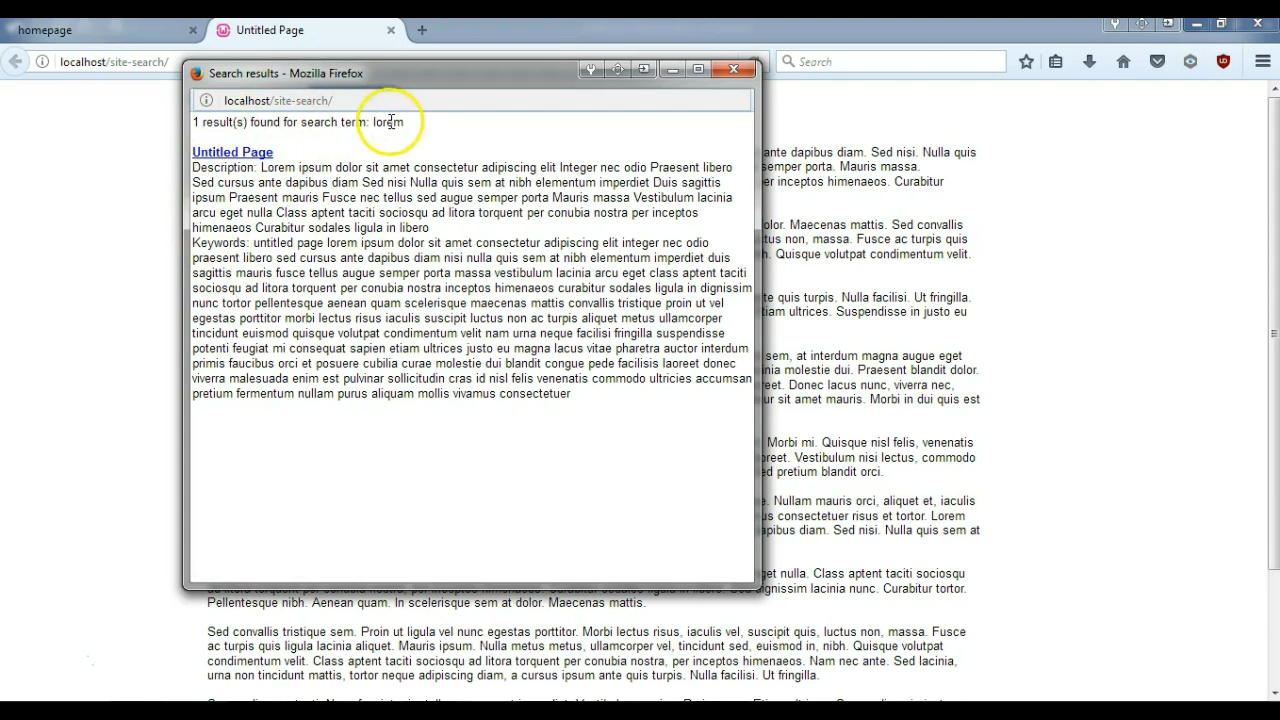 homepage
Untitled Page
localhost/site-search/
Search
Search results - Mozilla Firefox
localhost/site-search/
1 result(s) found for search term: lorem
Untitled Page
Description: Lorem ipsum dolor sit amet consectetur adipiscing elit Integer nec odio Praesent libero
Sed cursus ante dapibus diam Sed nisi Nulla quis sem at nibh elementum imperdiet Duis sagittis
ipsum Praesent mauris Fusce nec tellus sed augue semper porta Mauris massa Vestibulum lacinia
arcu eget nulla Class aptent taciti sociosqu ad litora torquent per conubia nostra per inceptos
himenaeos Curabitur sodales ligula in libero
Keywords: untitled page lorem ipsum dolor sit amet consectetur adipiscing elit integer nec odio
praesent libero sed cursus ante dapibus diam nisi nulla quis sem at nibh elementum imperdiet duis
sagittis mauris fusce tellus augue semper porta massa vestibulum lacinia arcu eget class aptent taciti
sociosqu ad litora torquent per conubia nostra inceptos himenaeos curabitur sodales ligula in dignissim
nunc tortor pellentesque aenean quam scelerisque maecenas mattis convallis tristique proin ut vel
egestas porttitor morbi lectus risus iaculis suscipit luctus non ac turpis aliquet metus ullamcorper
tincidunt euismod quisque volutpat condimentum velit nam urna neque facilisi fringilla suspendisse
potenti feugiat mi consequat sapien etiam ultrices justo eu magna lacus vitae pharetra auctor interdum
primis faucibus orci et posuere cubilia curae molestie dui blandit congue pede facilisis laoreet donec
viverra malesuada enim est pulvinar sollicitudin cras id nisl felis venenatis commodo ultricies accumsan
pretium fermentum nullam purus aliquam mollis vivamus consectetuer
ante dapibus diam. Sed nisi. Nulla quis sem
semper porta. Mauris massa.
er inceptos himenaeos. Curabitur
olor. Maecenas mattis. Sed convallis
tus non, massa. Fusce ac turpis quis
h. Quisque volutpat condimentum velit.
te quis turpis. Nulla facilisi. Ut fringilla.
tiam ultrices. Suspendisse in justo eu
sem, at interdum magna augue eget
nia molestie dui. Praesent blandit dolor.
et. Donec lacus nunc, viverra nec,
ur sit amet mauris. Morbi in dui quis est
Morbi mi. Quisque nisl felis, venenatis
oreet. Vestibulum nisi lectus, commodo
ed pretium blandit orci.
e. Nullam mauris orci, aliquet et, iaculis
us consectetuer risus et tortor. Lorem
apibus diam. Sed nisi. Nulla quis sem at
get nulla. Class aptent taciti sociosqu
dignissim lacinia nunc. Curabitur tortor.
Pellentesque nibh. Aenean quam. In scelerisque sem at dolor. Maecenas mattis.
Sed convallis tristique sem. Proin ut ligula vel nunc egestas porttitor. Morbi lectus risus, iaculis vel, suscipit quis, luctus non, massa. Fusce
ac turpis quis ligula lacinia aliquet. Mauris ipsum. Nulla metus metus, ullamcorper vel, tincidunt sed, euismod in, nibh. Quisque volutpat
condimentum velit. Class aptent taciti sociosqu ad litora torquent per conubia nostra, per inceptos himenaeos. Nam nec ante. Sed lacinia,
urna non tincidunt mattis, tortor neque adipiscing diam, a cursus ipsum ante quis turpis. Nulla facilisi. Ut fringilla.